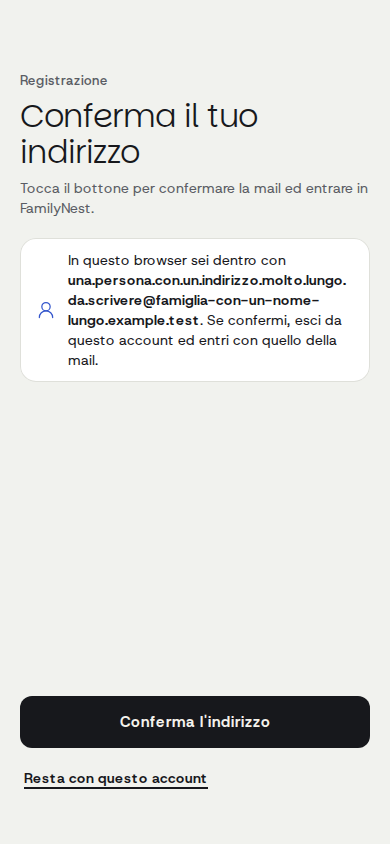 Registrazione
Conferma il tuo
indirizzo
Tocca il bottone per confermare la mail ed entrare in
FamilyNest.
In questo browser sei dentro con
una.persona.con.un.indirizzo.molto.lungo.
da.scrivere@famiglia-con-un-nome-
lungo.example.test. Se confermi, esci da
questo account ed entri con quello della
mail.
Conferma l'indirizzo
Resta con questo account